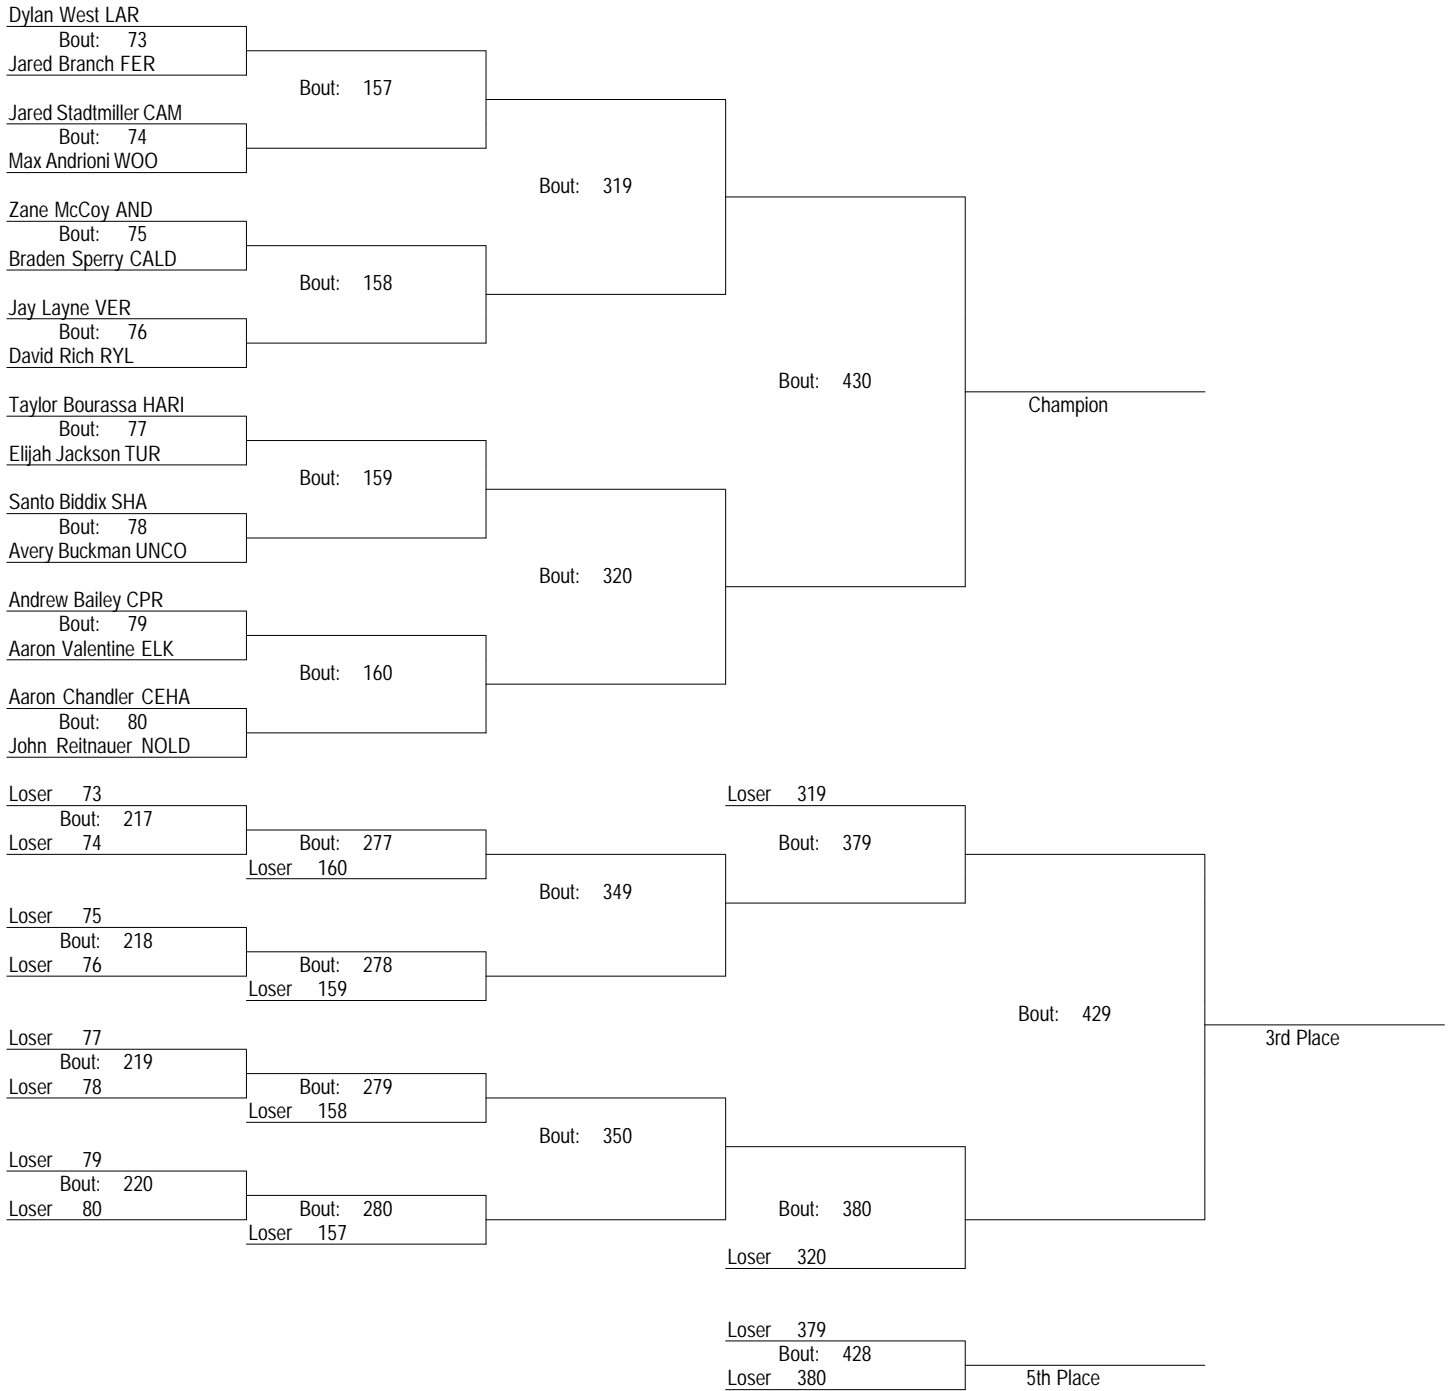 Dylan West LAR
Bout: 73
Jared Branch FER
Bout: 157
Jared Stadtmiller CAM
Bout: 74
Max Andrioni WOO
Bout: 319
Zane McCoy AND
Bout: 75
Braden Sperry CALD
Bout: 158
Jay Layne VER
Bout: 76
David Rich RYL
Bout: 430
Champion
Taylor Bourassa HARI
Bout: 77
Elijah Jackson TUR
Bout: 159
Santo Biddix SHA
Bout: 78
Avery Buckman UNCO
Bout: 320
Andrew Bailey CPR
Bout: 79
Aaron Valentine ELK
Bout: 160
Aaron Chandler CEHA
Bout: 80
John Reitnauer NOLD
Loser 73
Bout: 217
Loser 74
Bout: 277
Loser 160
Loser 319
Bout: 379
Bout: 349
Loser 75
Bout: 218
Loser 76
Bout: 278
Loser 159
Bout: 429
3rd Place
Loser 77
Bout: 219
Loser 78
Bout: 279
Loser 158
Bout: 350
Loser 79
Bout: 220
Loser 80
Bout: 280
Loser 157
Bout: 380
Loser 320
Loser 379
Bout: 428
Loser 380
5th Place